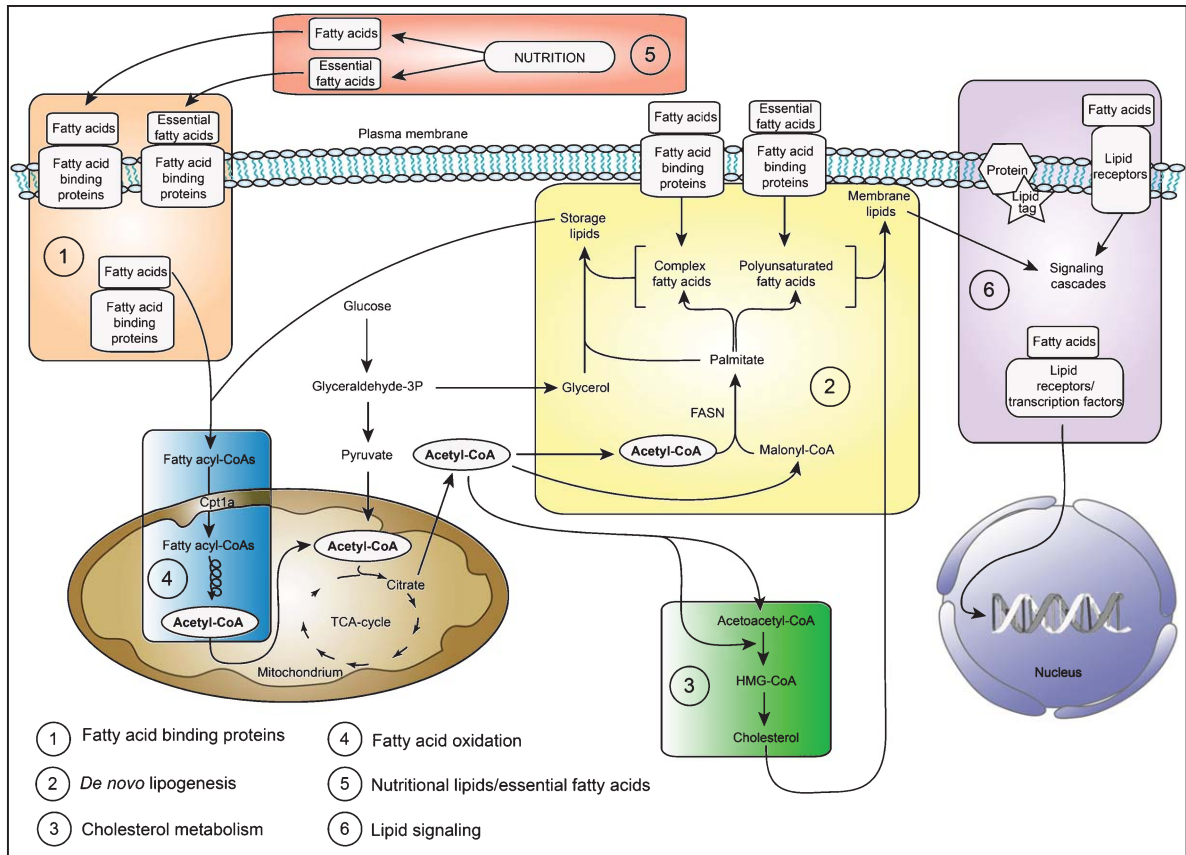 Fatty acids
NUTRITION
5
Essential
fatty acids
Fatty acids
Essential
fatty acids
Fatty acid
binding
proteins
Fatty acid
binding
proteins
1
Fatty acids
Fatty acid
binding
proteins
Plasma membrane
Fatty acids
Essential
fatty acids
Fatty acid
binding
proteins
Fatty acid
binding
proteins
Storage
lipids
Membrane
lipids
Complex
fatty acids
Polyunsaturated
fatty acids
Palmitate
2
Glycerol
FASN
Acetyl-CoA
Malonyl-CoA
Fatty acids
Lipid
receptors
Protein
Lipid
tag
Signaling
cascades
6
Fatty acids
Lipid
receptors/
transcription factors
Glucose
Glyceraldehyde-3P
Pyruvate
Acetyl-CoA
Fatty acyl-CoAs
Cpt1a
Fatty acyl-CoAs
4
Acetyl-CoA
Acetyl-CoA
Citrate
TCA-cycle
Mitochondrium
Acetoacetyl-CoA
3
HMG-CoA
Cholesterol
Nucleus
1 Fatty acid binding proteins
2 De novo lipogenesis
3 Cholesterol metabolism
4 Fatty acid oxidation
5 Nutritional lipids/essential fatty acids
6 Lipid signaling